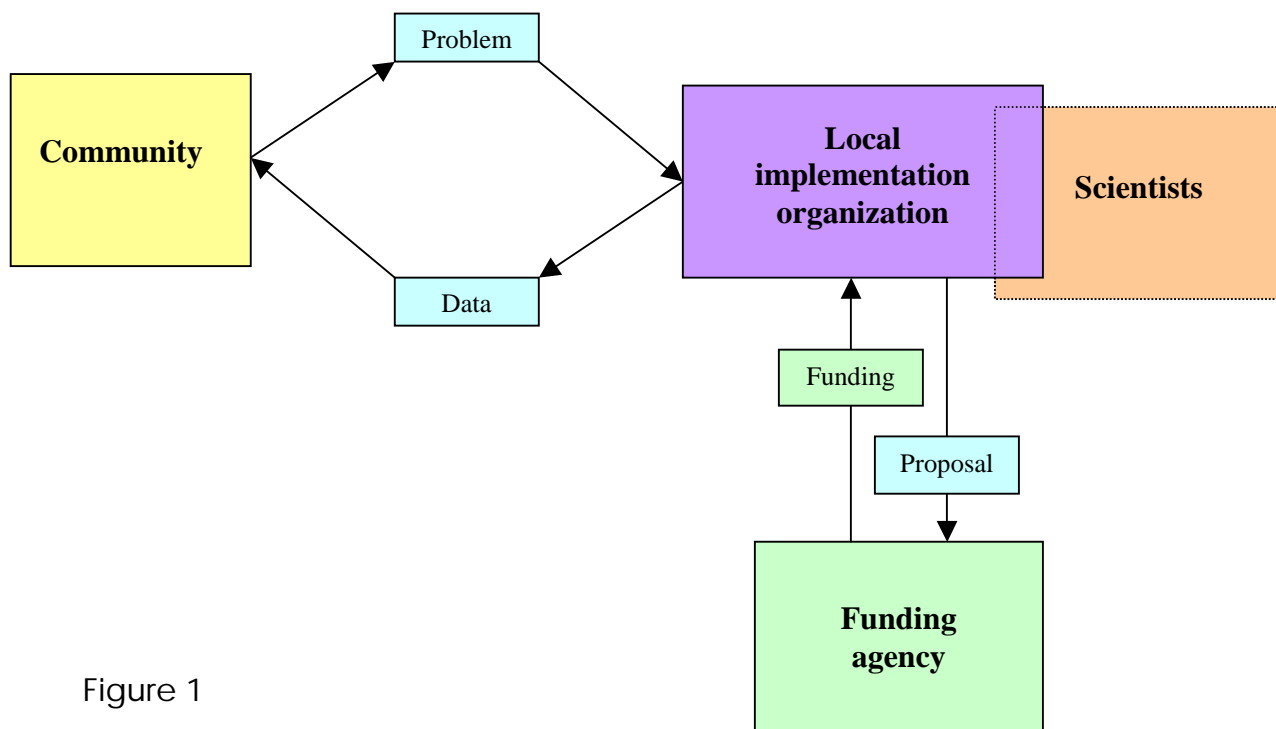 Problem
Community
Local
implementation
organization
Scientists
Data
Funding
Proposal
Funding
agency
Figure 1